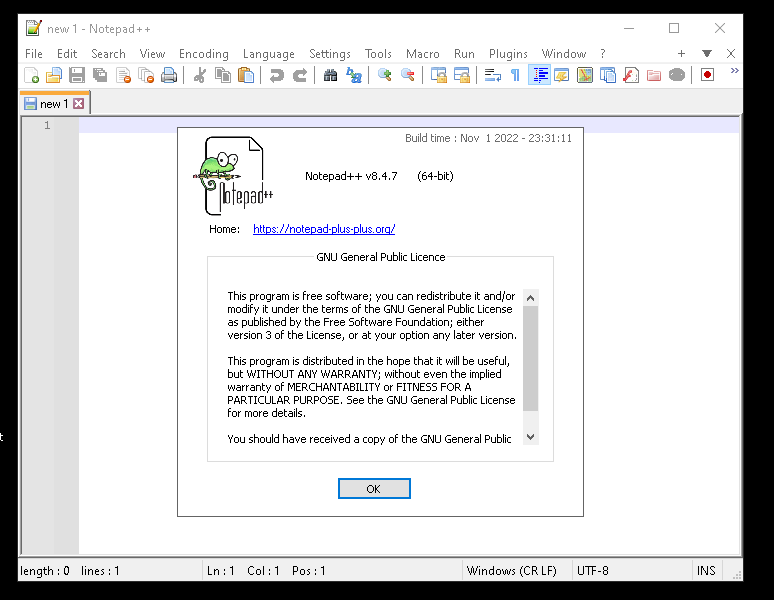 new 1 - Notepad++
File Edit Search View Encoding Language Settings Tools Macro Run Plugins Window ? + ▼ X
new 1
1
Build time : Nov 1 2022 - 23:31:11
Notepad++
Notepad++ v8.4.7 (64-bit)
Home: https://notepad-plus-plus.org/
GNU General Public Licence
This program is free software; you can redistribute it and/or
modify it under the terms of the GNU General Public License
as published by the Free Software Foundation; either
version 3 of the License, or at your option any later version.
This program is distributed in the hope that it will be useful,
but WITHOUT ANY WARRANTY; without even the implied
warranty of MERCHANTABILITY or FITNESS FOR A
PARTICULAR PURPOSE. See the GNU General Public License
for more details.
You should have received a copy of the GNU General Public
t
OK
length : 0 lines : 1 Ln : 1 Col : 1 Pos : 1 Windows (CR LF) UTF-8 INS